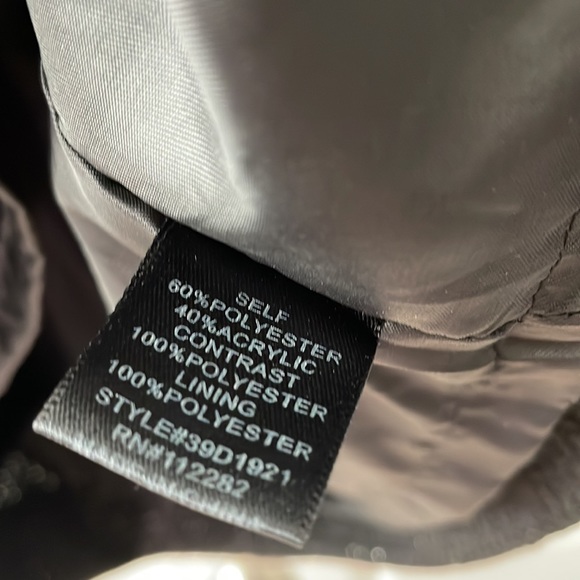 SELF
60%POLYESTER
40%ACRYLIC
CONTRAST
100%POLYESTER
LINING
100%POLYESTER
STYLE#39D1921
RN#112282